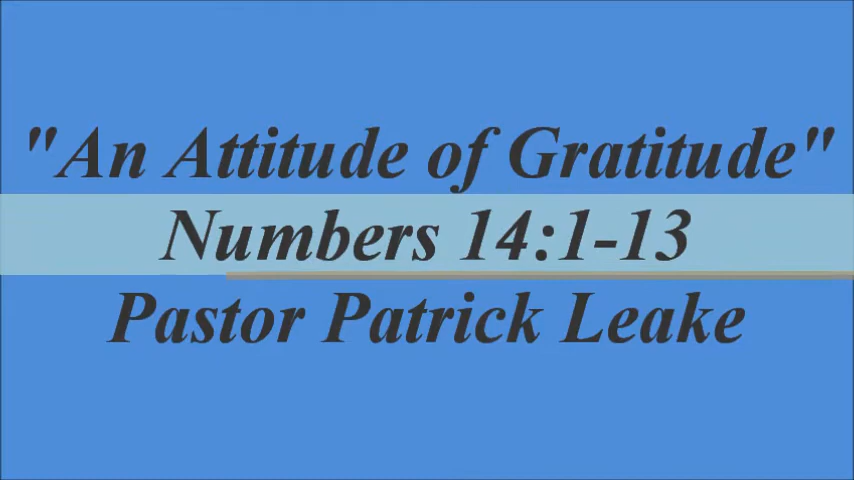 "An Attitude of Gratitude"
Numbers 14:1-13
Pastor Patrick Leake